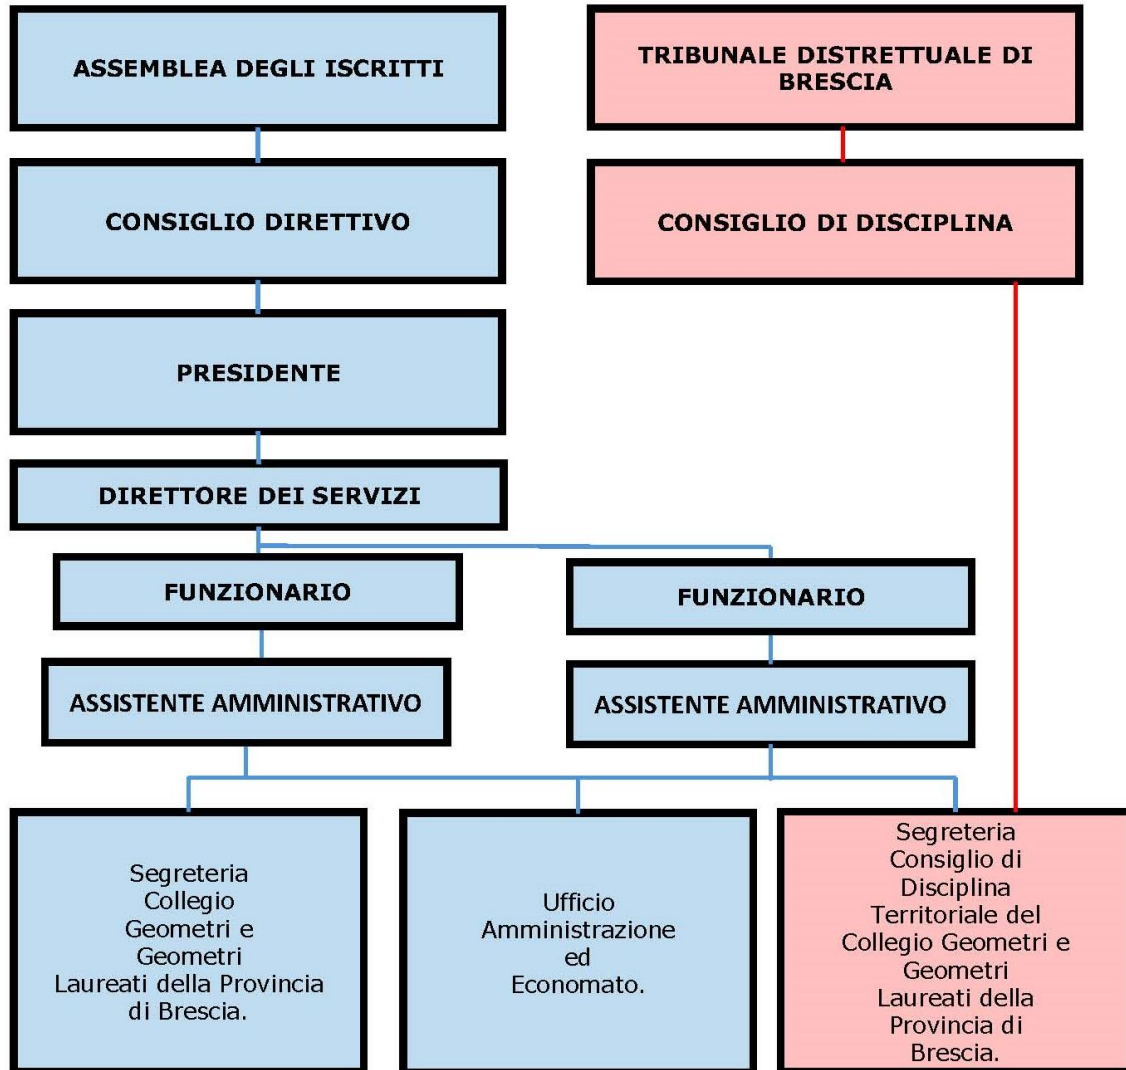 ASSEMBLEA DEGLI ISCRITTI
TRIBUNALE DISTRETTUALE DI
BRESCIA
CONSIGLIO DIRETTIVO
CONSIGLIO DI DISCIPLINA
PRESIDENTE
DIRETTORE DEI SERVIZI
FUNZIONARIO
FUNZIONARIO
ASSISTENTE AMMINISTRATIVO
ASSISTENTE AMMINISTRATIVO
Segreteria
Collegio
Geometri e
Geometri
Laureati della Provincia
di Brescia.
Ufficio
Amministrazione
ed
Economato.
Segreteria
Consiglio di
Disciplina
Territoriale del
Collegio Geometri e
Geometri
Laureati della
Provincia di
Brescia.